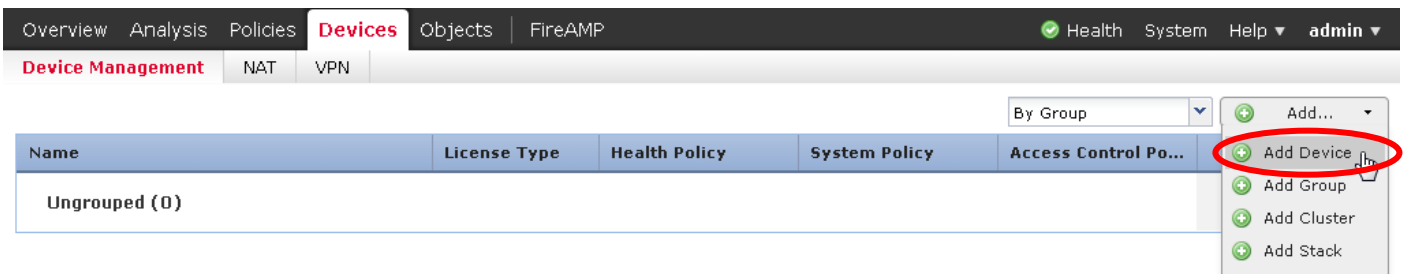 Overview Analysis Policies Devices Objects FireAMP Health System Help admin
Device Management NAT VPN
By Group Add...
Name License Type Health Policy System Policy Access Control Po... Add Device
Add Group
Ungrouped (0)
Add Cluster
Add Stack